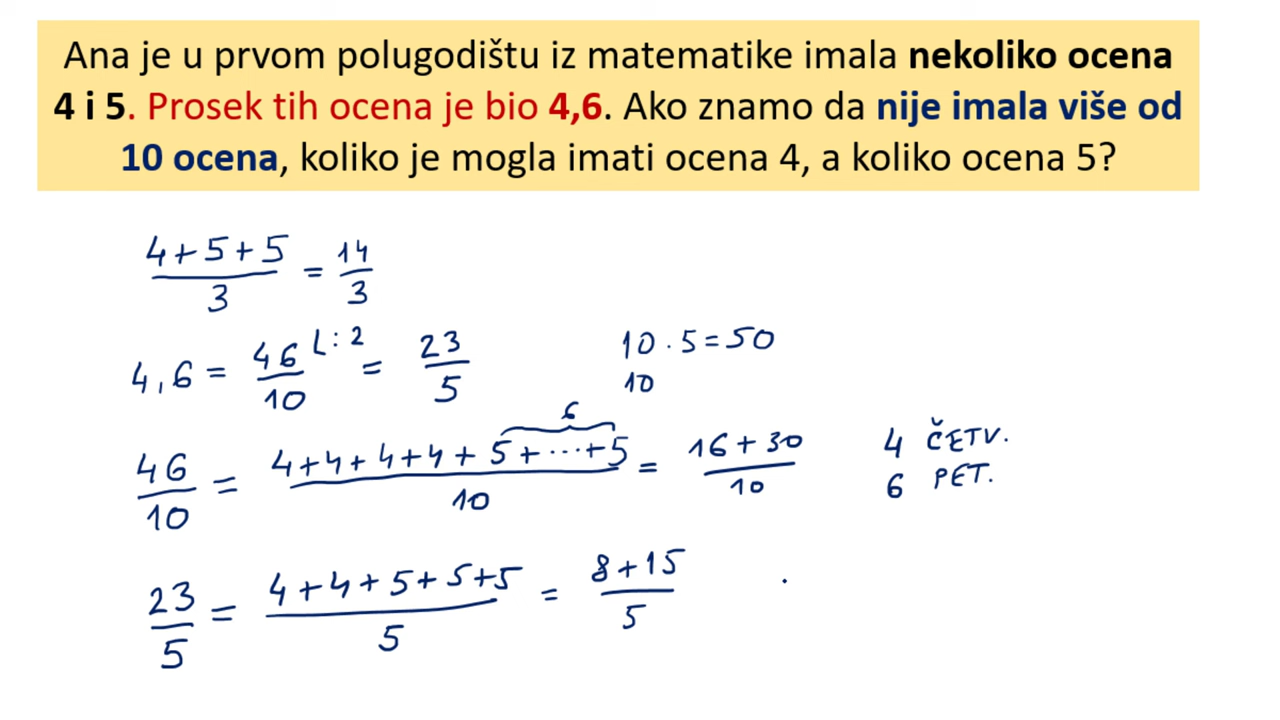 Ana je u prvom polugodištu iz matematike imala nekoliko ocena
4 i 5. Prosek tih ocena je bio 4,6. Ako znamo da nije imala više od
10 ocena, koliko je mogla imati ocena 4, a koliko ocena 5?
4+5+5 / 3 = 14 / 3
4,6 = 46 / 10 |:2 = 23 / 5
10 · 5 = 50
10
6
46 / 10 = 4+4+4+4+5+...+5 / 10 = 16+30 / 10
4 ČETV.
6 PET.
23 / 5 = 4+4+5+5+5 / 5 = 8+15 / 5